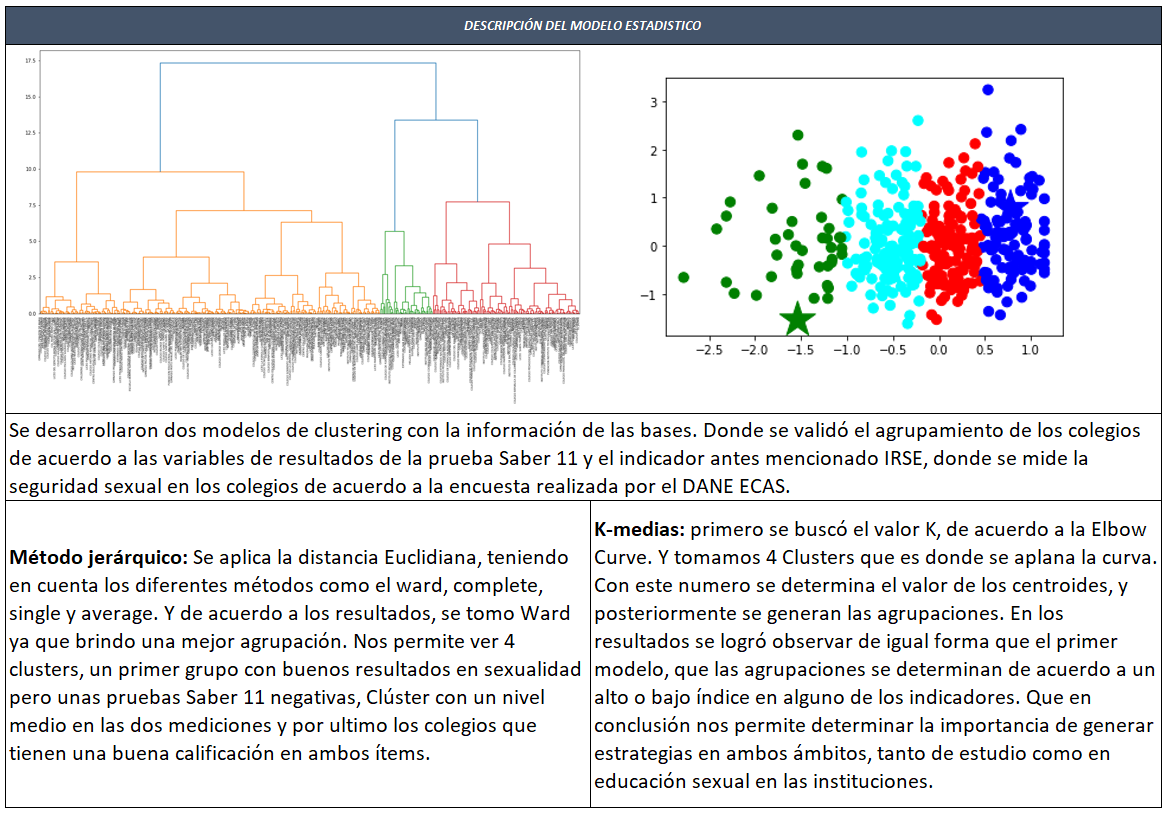 DESCRIPCIÓN DEL MODELO ESTADISTICO
17.5
15.0
12.5
10.0
7.5
5.0
2.5
0.0
3
2
1
0
−1
−2.5 −2.0 −1.5 −1.0 −0.5 0.0 0.5 1.0
Se desarrollaron dos modelos de clustering con la información de las bases. Donde se validó el agrupamiento de los colegios
de acuerdo a las variables de resultados de la prueba Saber 11 y el indicador antes mencionado IRSE, donde se mide la
seguridad sexual en los colegios de acuerdo a la encuesta realizada por el DANE ECAS.
Método jerárquico: Se aplica la distancia Euclidiana, teniendo
en cuenta los diferentes métodos como el ward, complete,
single y average. Y de acuerdo a los resultados, se tomo Ward
ya que brindo una mejor agrupación. Nos permite ver 4
clusters, un primer grupo con buenos resultados en sexualidad
pero unas pruebas Saber 11 negativas, Clúster con un nivel
medio en las dos mediciones y por ultimo los colegios que
tienen una buena calificación en ambos ítems.
K-medias: primero se buscó el valor K, de acuerdo a la Elbow
Curve. Y tomamos 4 Clusters que es donde se aplana la curva.
Con este numero se determina el valor de los centroides, y
posteriormente se generan las agrupaciones. En los
resultados se logró observar de igual forma que el primer
modelo, que las agrupaciones se determinan de acuerdo a un
alto o bajo índice en alguno de los indicadores. Que en
conclusión nos permite determinar la importancia de generar
estrategias en ambos ámbitos, tanto de estudio como en
educación sexual en las instituciones.